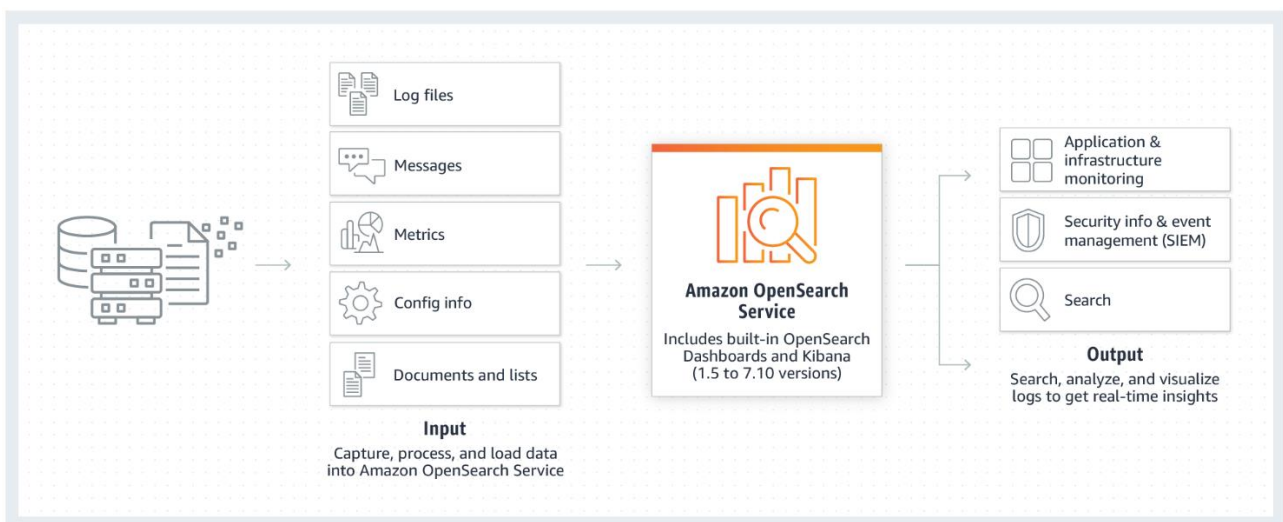 Log files
Messages
Metrics
Config info
Documents and lists
Input
Capture, process, and load data
into Amazon OpenSearch Service
Amazon OpenSearch
Service
Includes built-in OpenSearch
Dashboards and Kibana
(1.5 to 7.10 versions)
Application &
infrastructure
monitoring
Security info & event
management (SIEM)
Search
Output
Search, analyze, and visualize
logs to get real-time insights